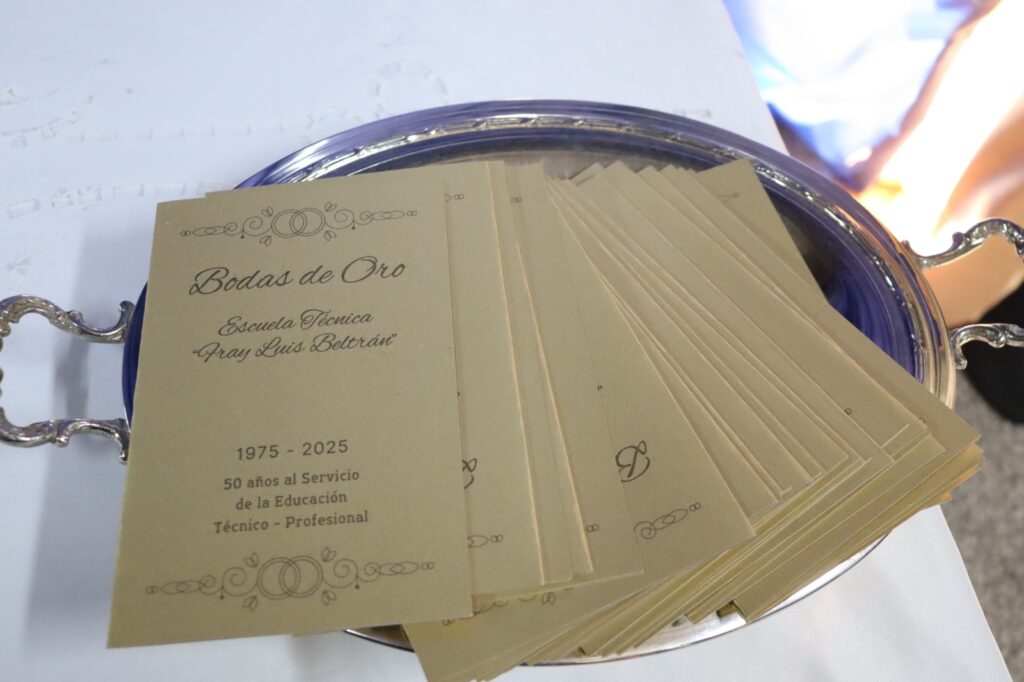 Bodas de Oro
Escuela Técnica
"Fray Luis Beltrán"
1975 - 2025
50 años al Servicio
de la Educación
Técnico - Profesional
B